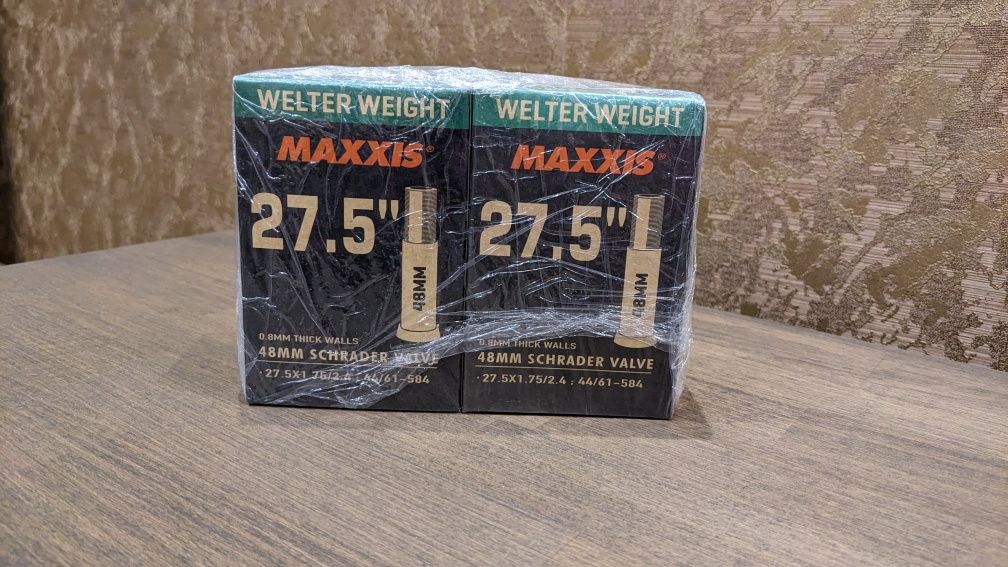 WELTER WEIGHT
MAXXIS®
27.5"
48MM
0.8MM THICK WALLS
48MM SCHRADER VALVE
· 27.5X1.75/2.4 : 44/61-584
WELTER WEIGHT
MAXXIS®
27.5"
48MM
0.8MM THICK WALLS
48MM SCHRADER VALVE
· 27.5X1.75/2.4 : 44/61-584